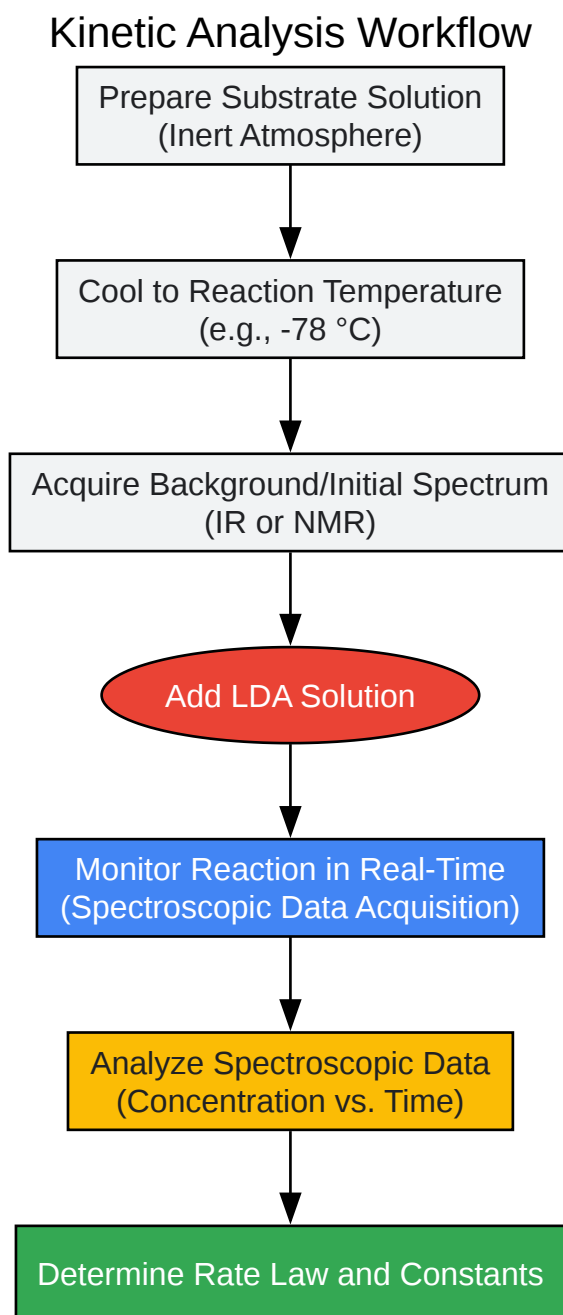 Kinetic Analysis Workflow
Prepare Substrate Solution
(Inert Atmosphere)
Cool to Reaction Temperature
(e.g., -78 °C)
Acquire Background/Initial Spectrum
(IR or NMR)
Add LDA Solution
Monitor Reaction in Real-Time
(Spectroscopic Data Acquisition)
Analyze Spectroscopic Data
(Concentration vs. Time)
Determine Rate Law and Constants